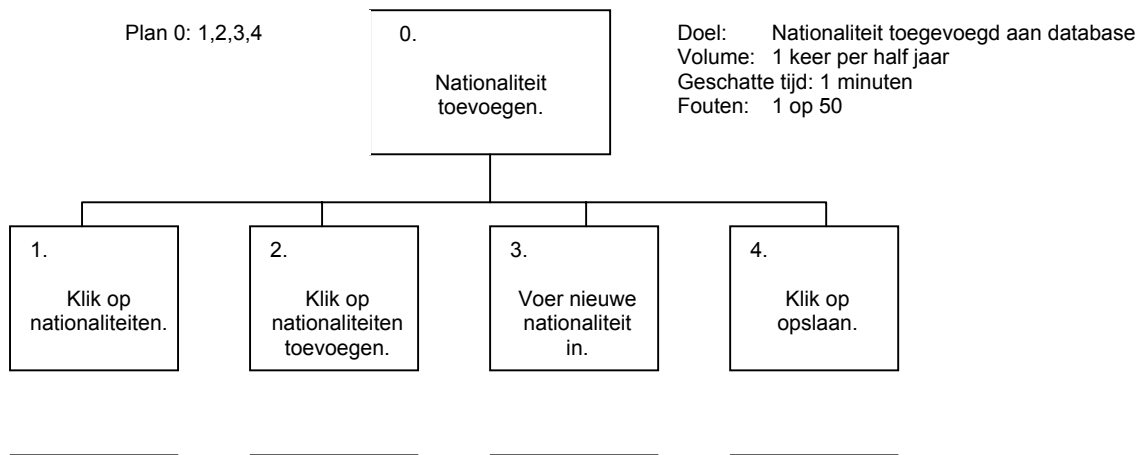 Plan 0: 1,2,3,4
0.
Nationaliteit
toevoegen.
Doel: Nationaliteit toegevoegd aan database
Volume: 1 keer per half jaar
Geschatte tijd: 1 minuten
Fouten: 1 op 50
1.
Klik op
nationaliteiten.
2.
Klik op
nationaliteiten
toevoegen.
3.
Voer nieuwe
nationaliteit
in.
4.
Klik op
opslaan.